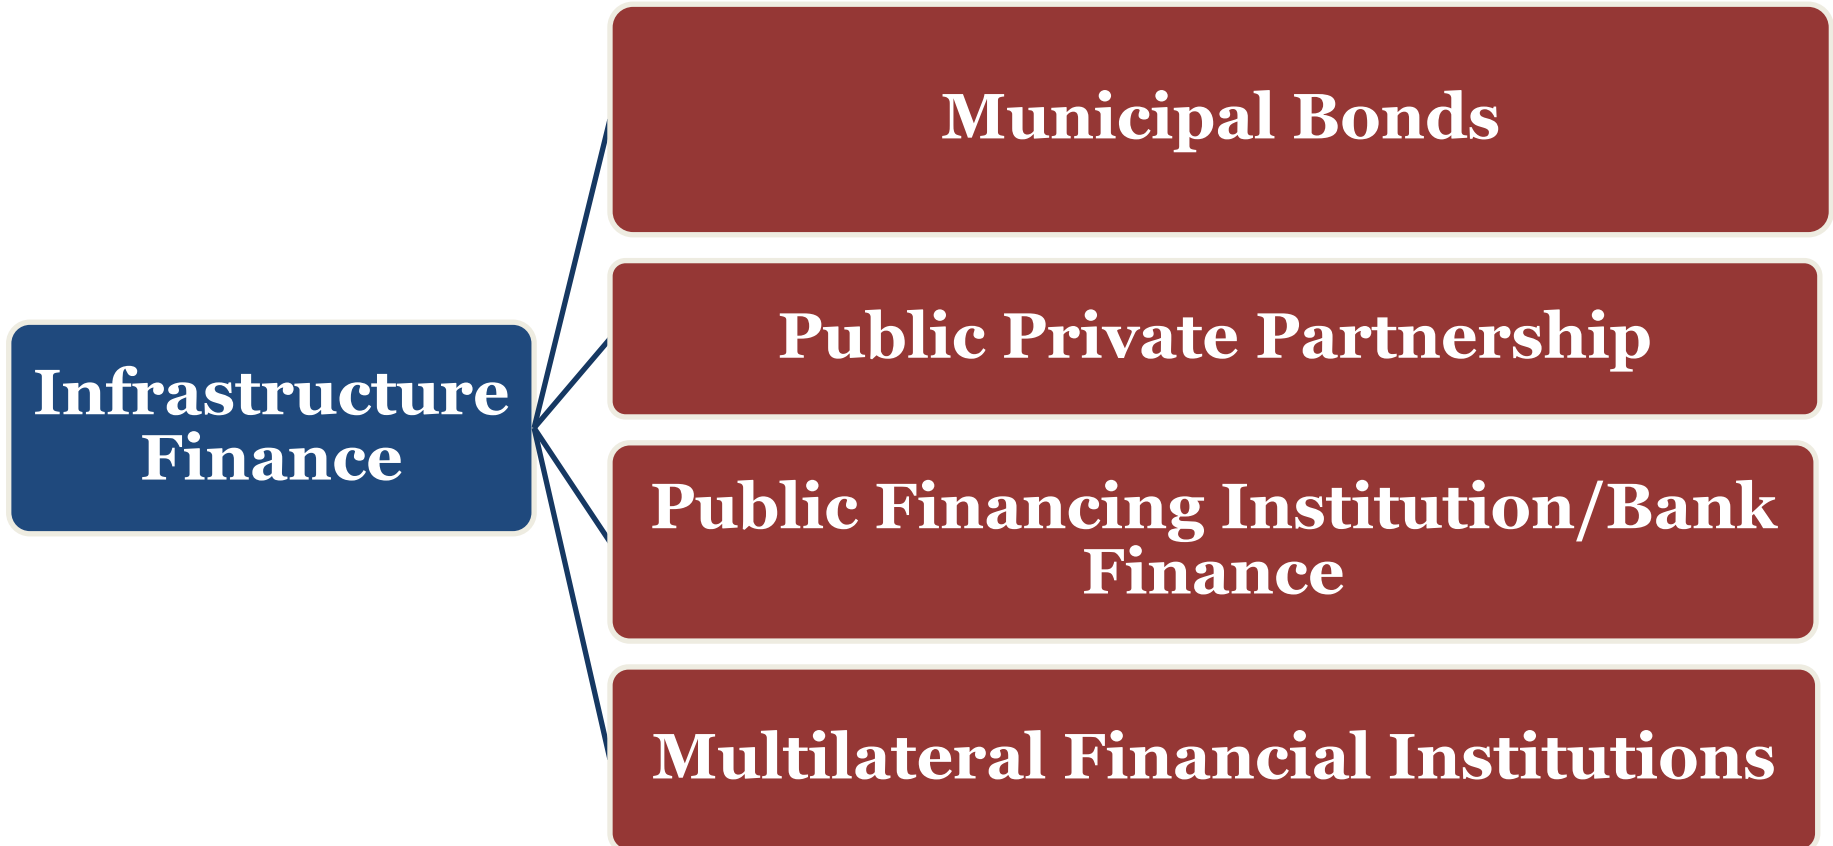 Infrastructure
Finance
Municipal Bonds
Public Private Partnership
Public Financing Institution/Bank
Finance
Multilateral Financial Institutions